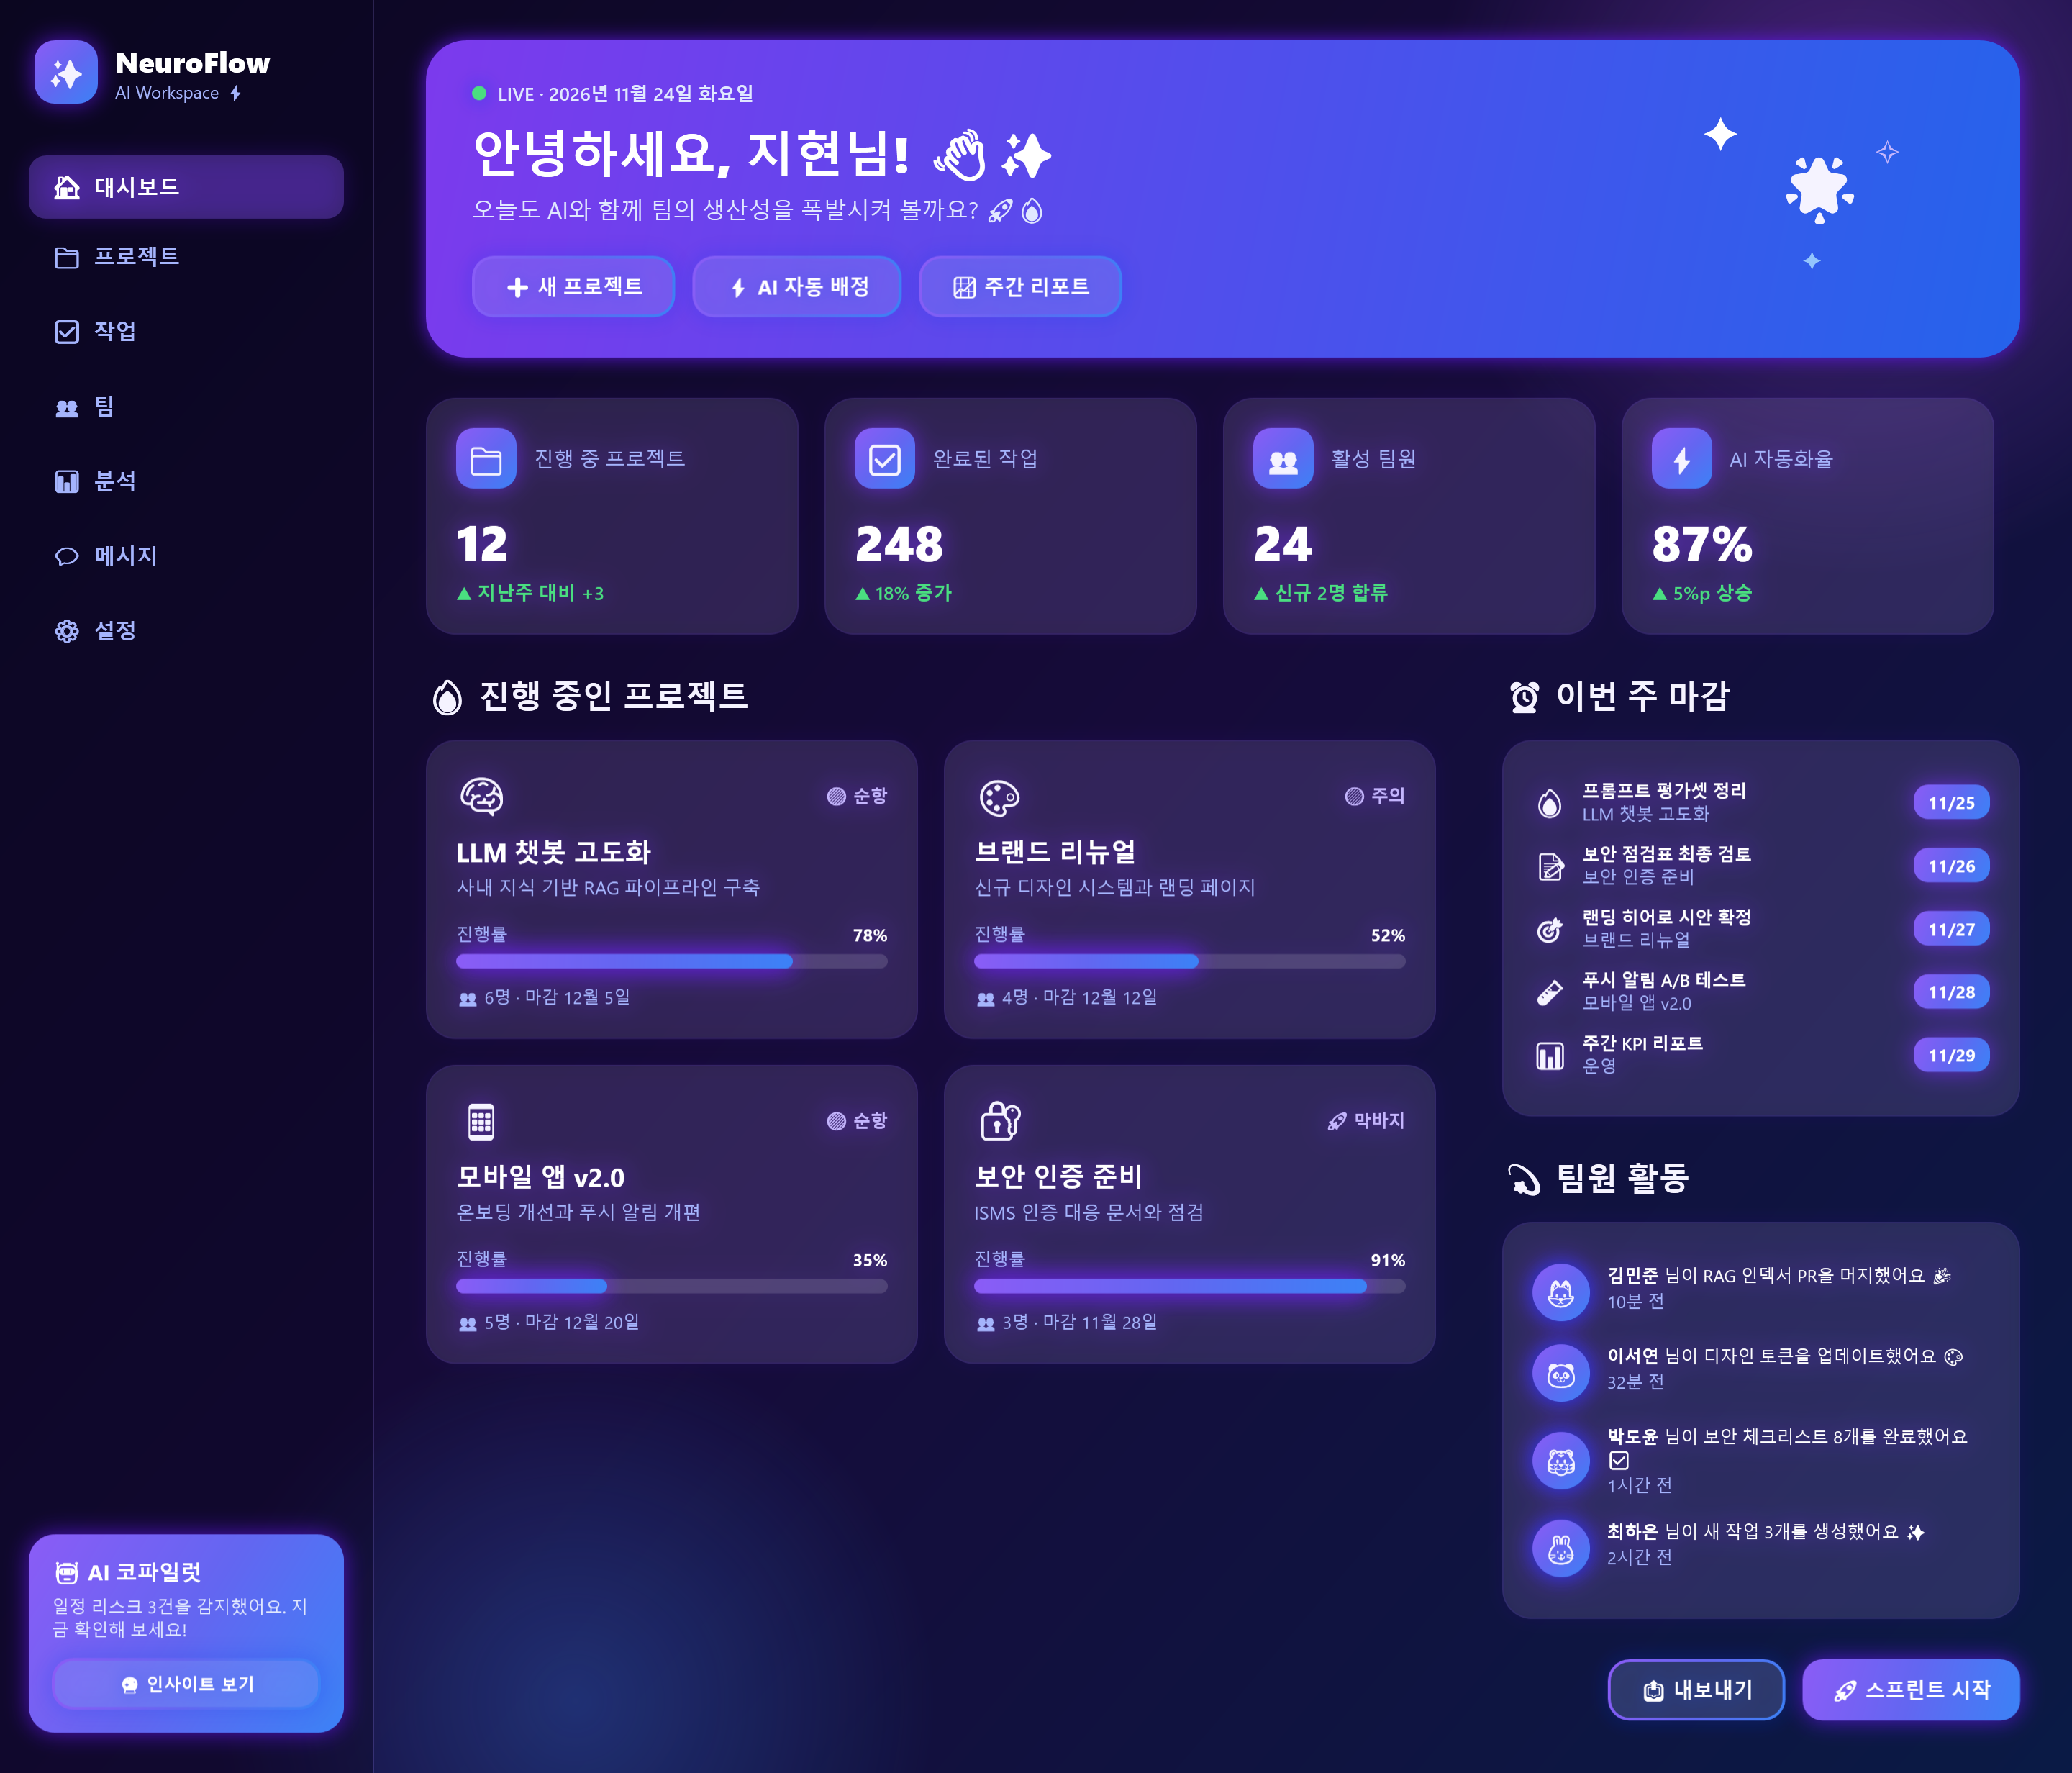 NeuroFlow
AI Workspace
대시보드
프로젝트
작업
팀
분석
메시지
설정
AI 코파일럿
일정 리스크 3건을 감지했어요. 지
금 확인해 보세요!
인사이트 보기
LIVE · 2026년 11월 24일 화요일
안녕하세요, 지현님!
오늘도 AI와 함께 팀의 생산성을 폭발시켜 볼까요?
새 프로젝트
AI 자동 배정
주간 리포트
진행 중 프로젝트
12
▲ 지난주 대비 +3
완료된 작업
248
▲ 18% 증가
활성 팀원
24
▲ 신규 2명 합류
AI 자동화율
87%
▲ 5%p 상승
진행 중인 프로젝트
순항
LLM 챗봇 고도화
사내 지식 기반 RAG 파이프라인 구축
진행률 78%
6명 · 마감 12월 5일
주의
브랜드 리뉴얼
신규 디자인 시스템과 랜딩 페이지
진행률 52%
4명 · 마감 12월 12일
순항
모바일 앱 v2.0
온보딩 개선과 푸시 알림 개편
진행률 35%
5명 · 마감 12월 20일
막바지
보안 인증 준비
ISMS 인증 대응 문서와 점검
진행률 91%
3명 · 마감 11월 28일
이번 주 마감
프롬프트 평가셋 정리
LLM 챗봇 고도화
11/25
보안 점검표 최종 검토
보안 인증 준비
11/26
랜딩 히어로 시안 확정
브랜드 리뉴얼
11/27
푸시 알림 A/B 테스트
모바일 앱 v2.0
11/28
주간 KPI 리포트
운영
11/29
팀원 활동
김민준 님이 RAG 인덱서 PR을 머지했어요
10분 전
이서연 님이 디자인 토큰을 업데이트했어요
32분 전
박도윤 님이 보안 체크리스트 8개를 완료했어요
1시간 전
최하은 님이 새 작업 3개를 생성했어요
2시간 전
내보내기
스프린트 시작